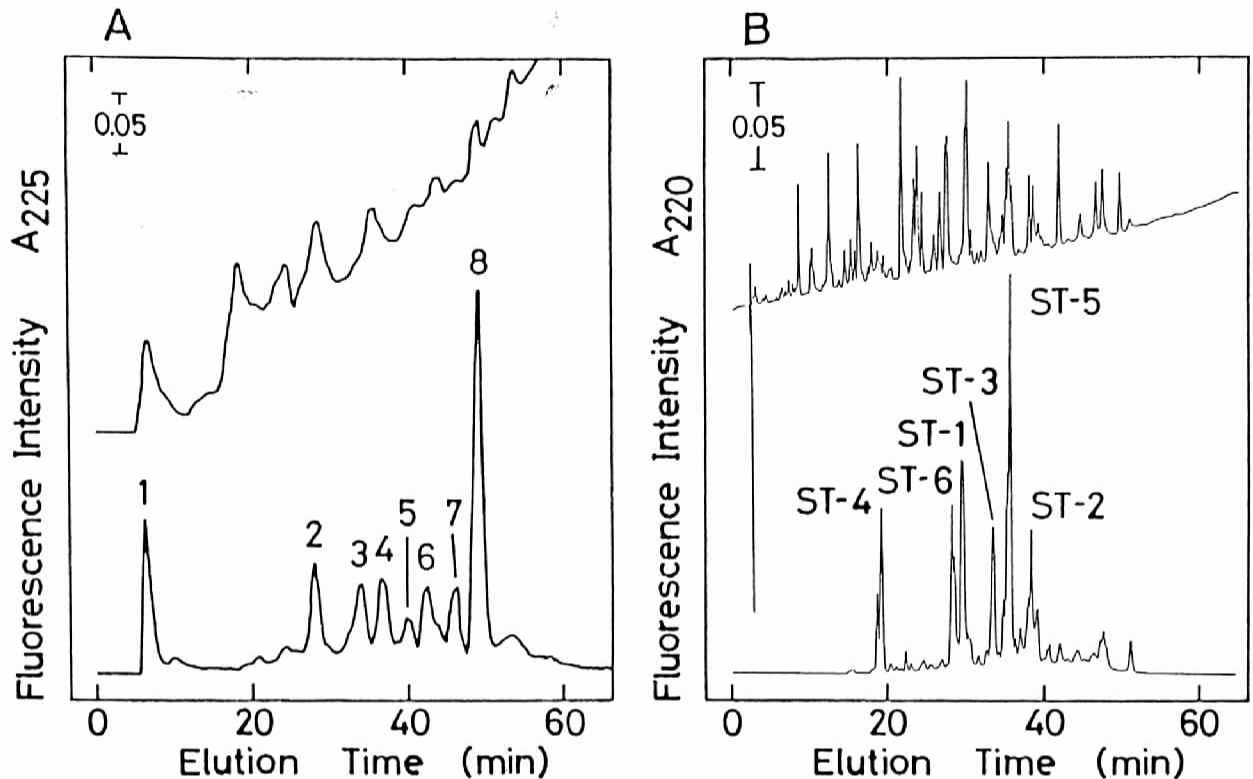 A
0.05
Fluorescence Intensity A225
1
2
3
4
5
6
7
8
0 20 40 60
Elution Time (min)
B
0.05
Fluorescence Intensity A220
ST-5
ST-3
ST-1
ST-6
ST-4
ST-2
0 20 40 60
Elution Time (min)